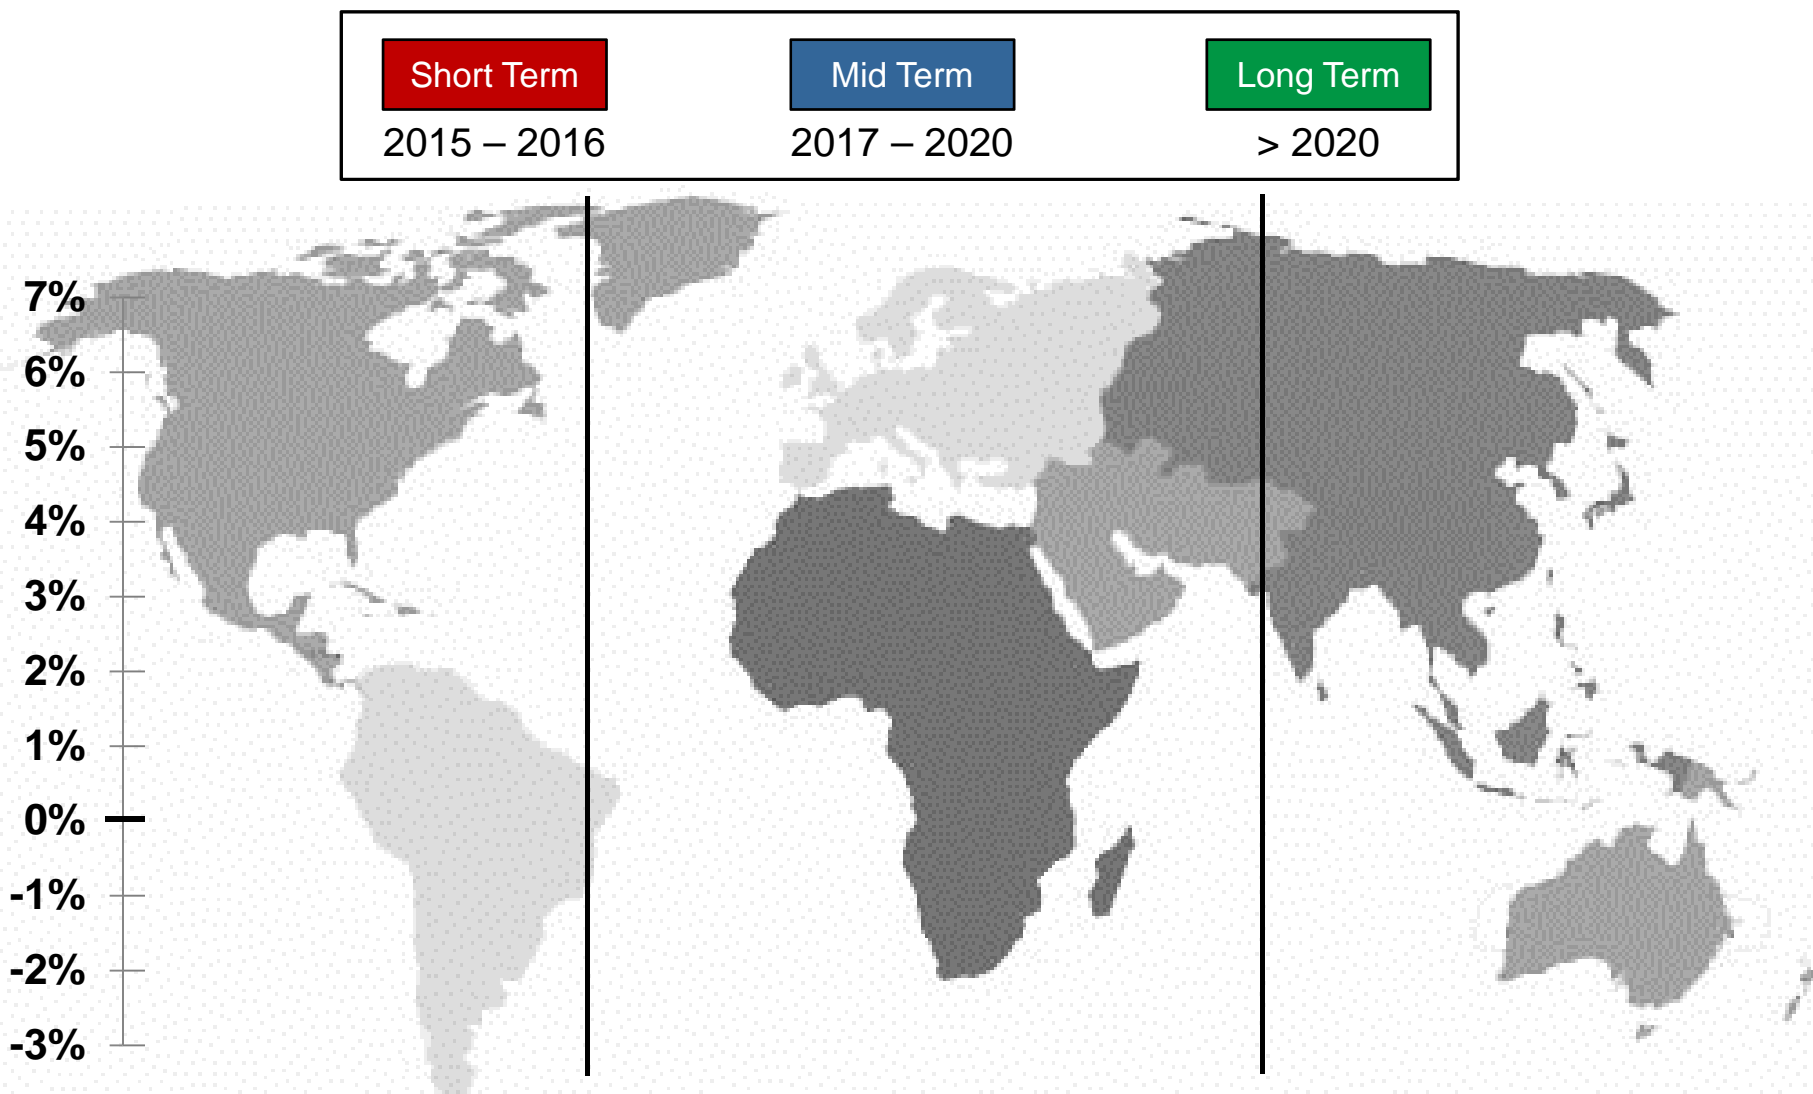 Short Term
Mid Term
Long Term
2015 – 2016
2017 – 2020
> 2020
7%
6%
5%
4%
3%
2%
1%
0%
-1%
-2%
-3%